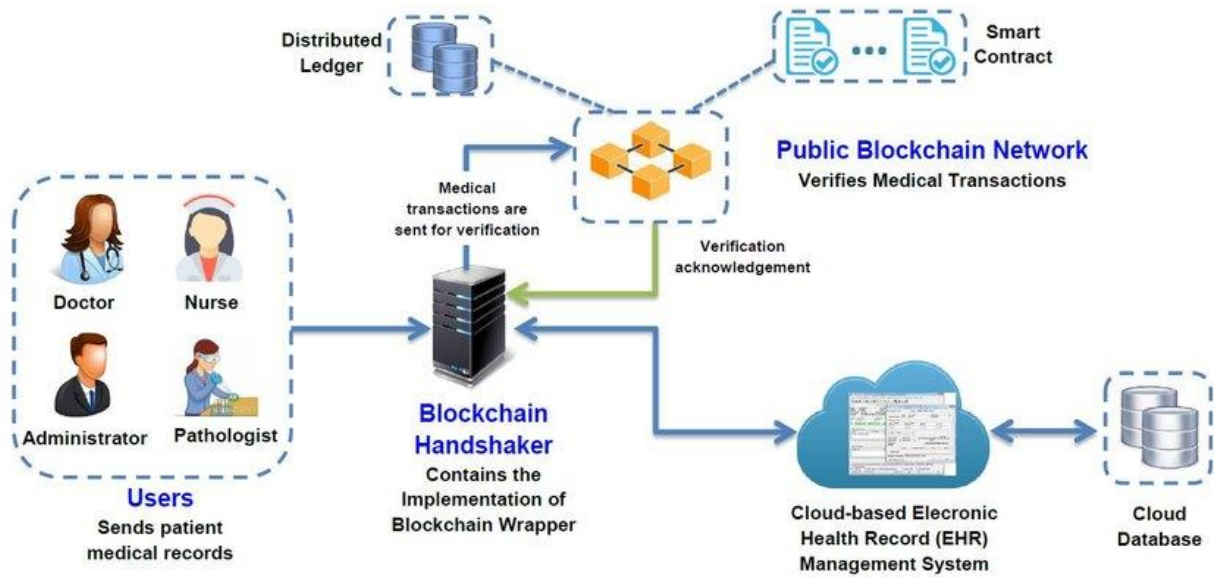 Distributed
Ledger
Smart
Contract
Public Blockchain Network
Verifies Medical Transactions
Medical
transactions are
sent for verification
Verification
acknowledgement
Doctor
Nurse
Administrator
Pathologist
Users
Sends patient
medical records
Blockchain
Handshaker
Contains the
Implementation of
Blockchain Wrapper
Cloud-based Elecronic
Health Record (EHR)
Management System
Cloud
Database